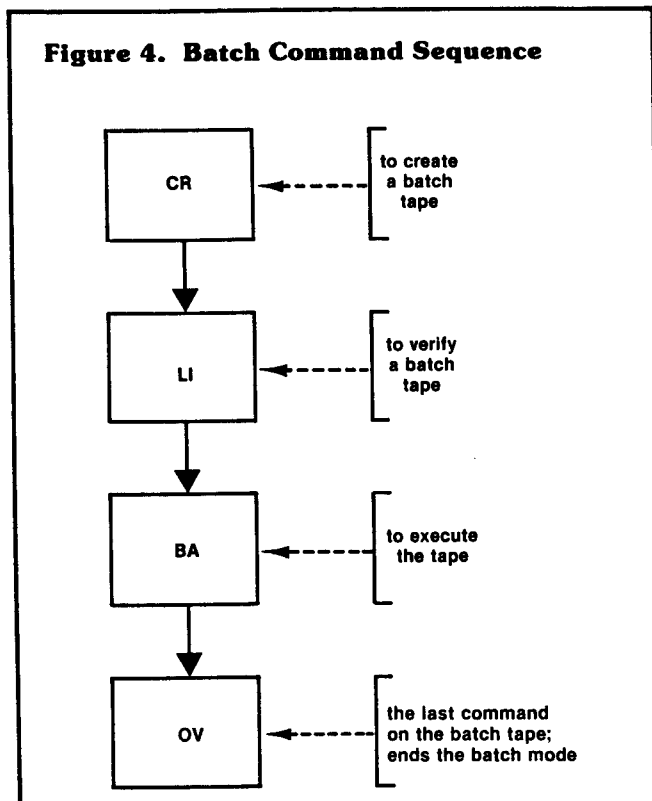 Figure 4. Batch Command Sequence
CR
to create
a batch
tape
LI
to verify
a batch
tape
BA
to execute
the tape
OV
the last command
on the batch tape;
ends the batch mode